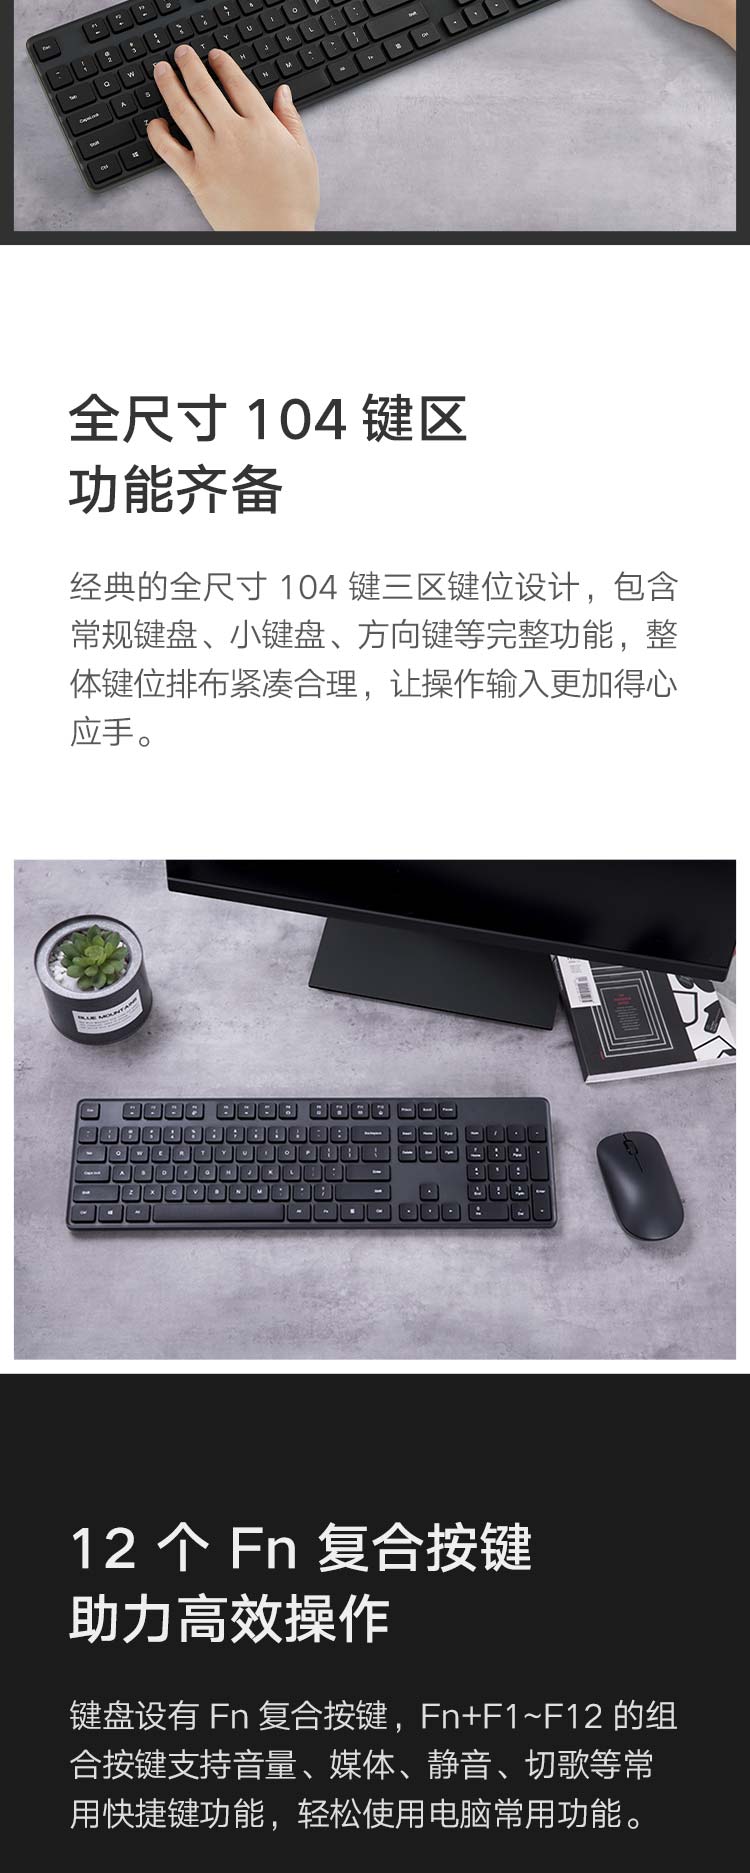 全尺寸 104 键区
功能齐备
经典的全尺寸 104 键三区键位设计，包含
常规键盘、小键盘、方向键等完整功能，整
体键位排布紧凑合理，让操作输入更加得心
应手。
BLUE MOUNTAINS
12 个 Fn 复合按键
助力高效操作
键盘设有 Fn 复合按键，Fn+F1~F12 的组
合按键支持音量、媒体、静音、切歌等常
用快捷键功能，轻松使用电脑常用功能。